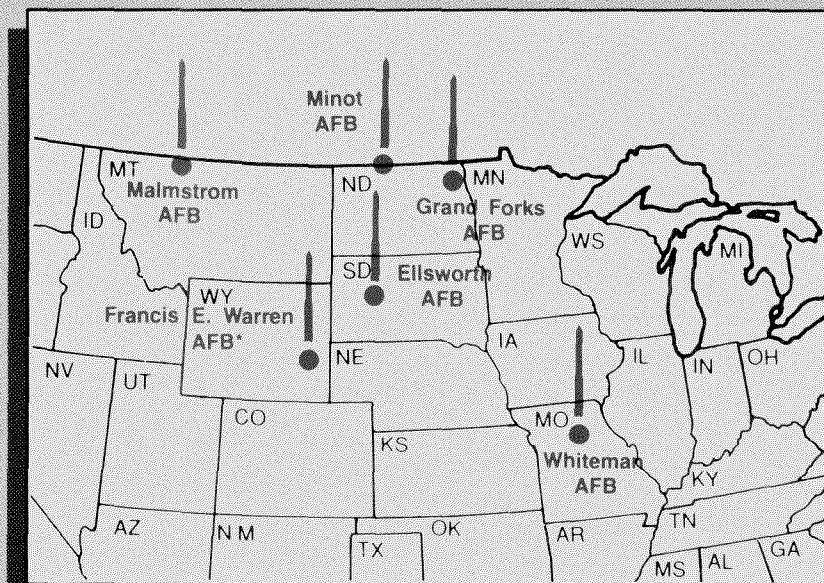 Minot
AFB
MT
Malmstrom
AFB
ND
MN
Grand Forks
AFB
ID
WS
MI
SD
Ellsworth
AFB
WY
Francis E. Warren
AFB*
NE
IA
IL
IN
OH
NV
UT
CO
KS
MO
Whiteman
AFB
KY
AZ
NM
OK
TX
AR
TN
MS
AL
GA